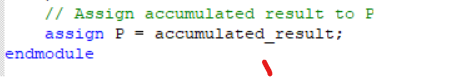 // Assign accumulated result to P
assign P = accumulated_result;
endmodule